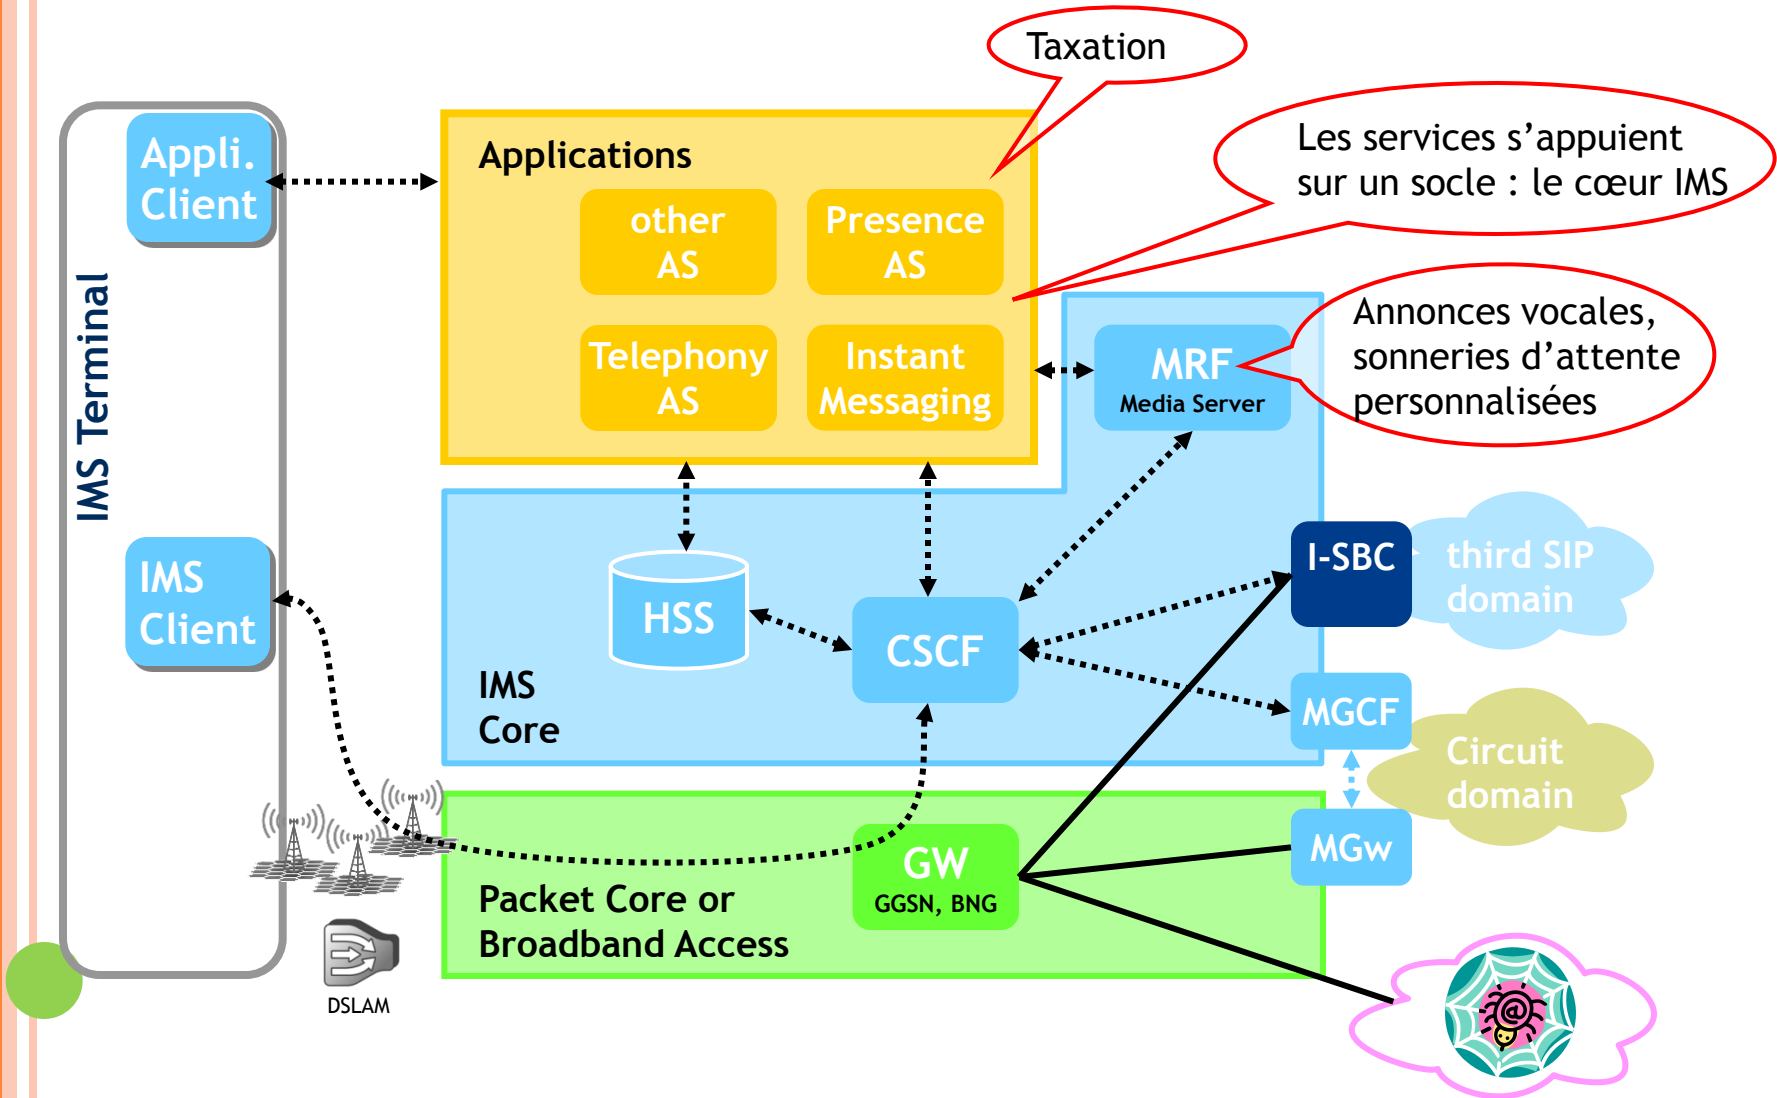 Taxation
Les services s’appuient
sur un socle : le cœur IMS
Appli.
Client
Applications
other
AS
Presence
AS
IMS Terminal
Annonces vocales,
sonneries d’attente
personnalisées
Telephony
AS
Instant
Messaging
MRF
Media Server
IMS
Client
HSS
CSCF
I-SBC
third SIP
domain
IMS
Core
MGCF
Circuit
domain
MGw
GW
GGSN, BNG
Packet Core or
Broadband Access
DSLAM
@